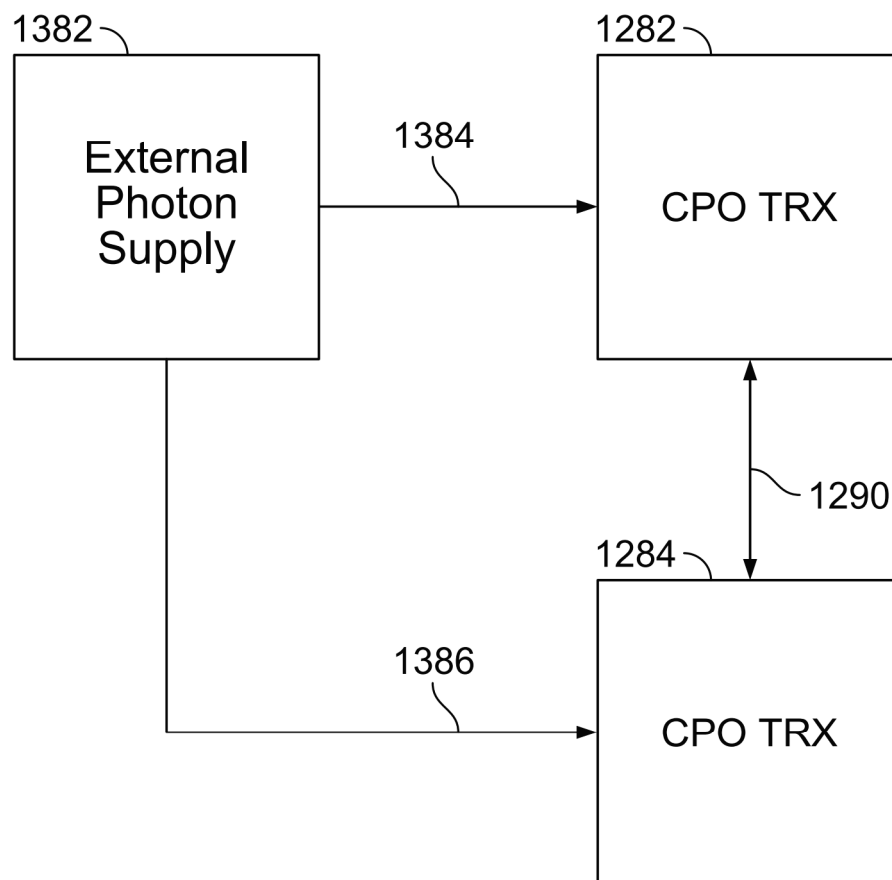 1382
1282
External
Photon
Supply
1384
CPO TRX
1290
1284
1386
CPO TRX